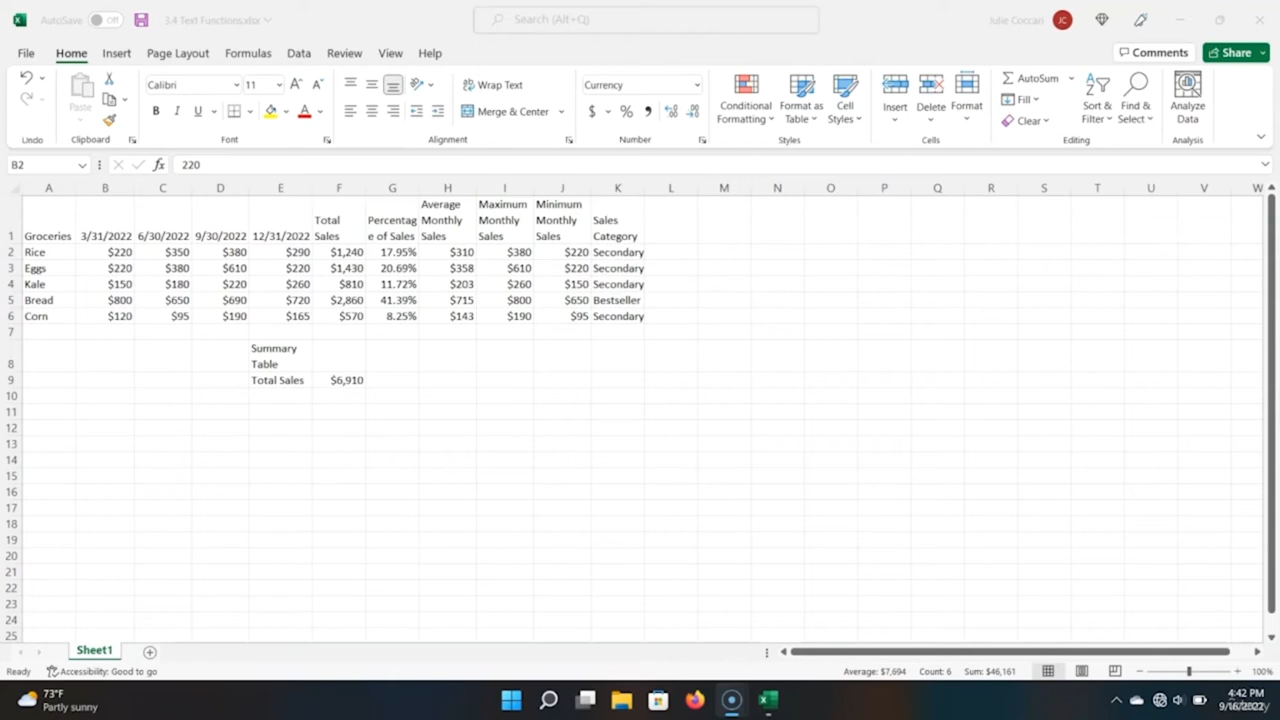 AutoSave Off 3.4 Text Functions.xlsx Search (Alt+Q) Julie Coccari JC
File Home Insert Page Layout Formulas Data Review View Help Comments Share
Calibri 11 Wrap Text Currency AutoSum
Paste B I U A A Merge & Center $ % Conditional Formatting Format as Table Cell Styles Insert Delete Format Fill Clear Sort & Filter Find & Select Analyze Data
Undo Clipboard Font Alignment Number Styles Cells Editing Analysis
B2 fx 220
A B C D E F G H I J K L M N O P Q R S T U V W
1 Groceries 3/31/2022 6/30/2022 9/30/2022 12/31/2022 Total Sales Percentag e of Sales Average Monthly Sales Maximum Monthly Sales Minimum Monthly Sales Sales Category
2 Rice $220 $350 $380 $290 $1,240 17.95% $310 $380 $220 Secondary
3 Eggs $220 $380 $610 $220 $1,430 20.69% $358 $610 $220 Secondary
4 Kale $150 $180 $220 $260 $810 11.72% $203 $260 $150 Secondary
5 Bread $800 $650 $690 $720 $2,860 41.39% $715 $800 $650 Bestseller
6 Corn $120 $95 $190 $165 $570 8.25% $143 $190 $95 Secondary
7
8 Summary Table
9 Total Sales $6,910
10
11
12
13
14
15
16
17
18
19
20
21
22
23
24
25
Sheet1
Ready Accessibility: Good to go Average: $7,694 Count: 6 Sum: $46,161 100%
73°F 4:42 PM
Partly sunny 9/16/2022